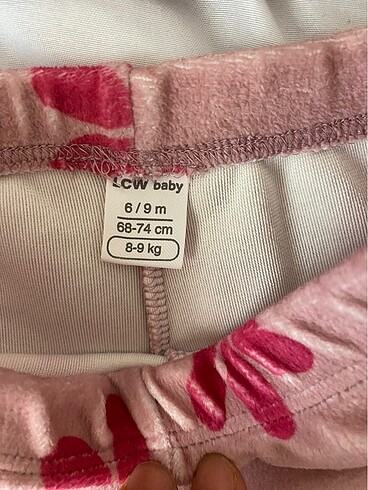 LCW baby
6 / 9 m
68-74 cm
8-9 kg